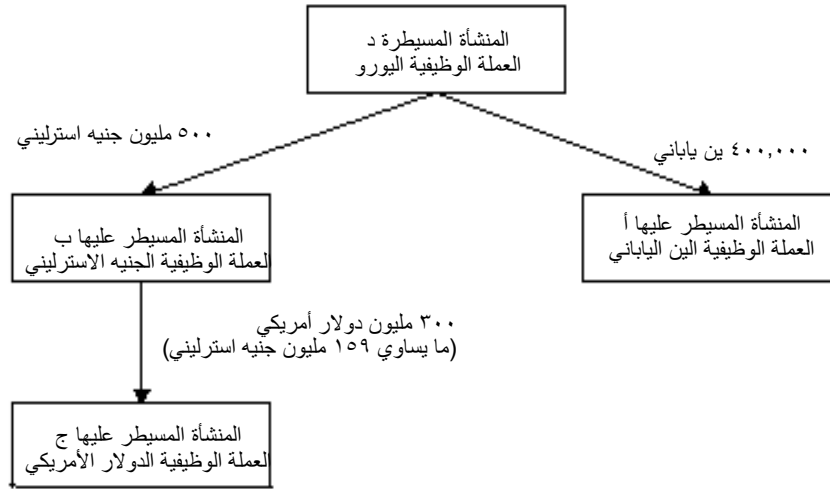 المنشأة المسيطرة د
العملة الوظيفية اليورو
٥٠٠ مليون جنيه استرليني
٤٠٠,٠٠٠ ين ياباني
المنشأة المسيطر عليها ب
العملة الوظيفية الجنيه الاسترليني
المنشأة المسيطر عليها أ
العملة الوظيفية الين الياباني
٣٠٠ مليون دولار أمريكي
(ما يساوي ١٥٩ مليون جنيه استرليني)
المنشأة المسيطر عليها ج
العملة الوظيفية الدولار الأمريكي